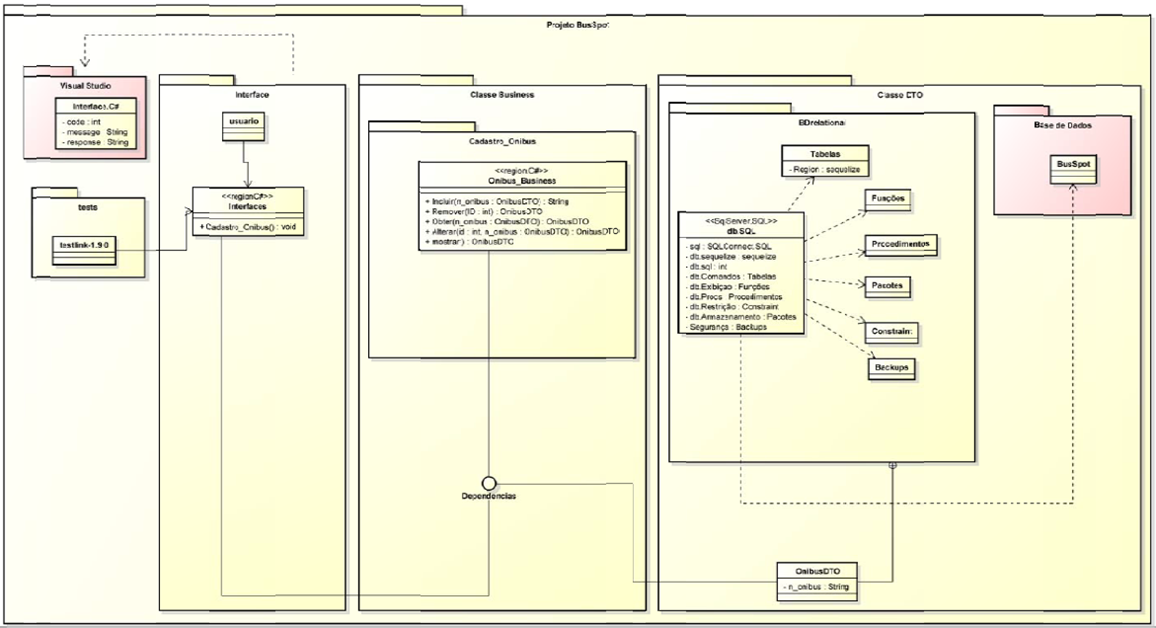 Projeto BusSpot
Visual Studio
Interface.C#
- code : int
- message : String
- response : String
tests
testlink-1.9.0
Interface
usuario
<<region:C#>>
Interfaces
+ Cadastro_Onibus() : void
Classe Business
Cadastro_Onibus
<<region:C#>>
Onibus_Business
+ Incluir(n_onibus : OnibusDTO) : String
+ Remover(ID : int) : OnibusDTO
+ Obter(n_onibus : OnibusDTO) : OnibusDTO
+ Alterar(id : int, n_onibus : OnibusDTO) : OnibusDTO
+ mostrar() : OnibusDTO
Dependencias
Classe DTO
BDrelational
Tabelas
- Region : sequelize
<<SqlServer.SQL>>
db.SQL
- sql : SQLConnect.SQL
- db.sequelize : sequelize
- db.sql : int
- db.Comandos : Tabelas
- db.Exibiçao : Funções
- db.Procs : Procedimentos
- db.Restrição : Constraint
- db.Armazenamento : Pacotes
- Segurança : Backups
Funções
Procedimentos
Pacotes
Constraint
Backups
Base de Dados
BusSpot
OnibusDTO
- n_onibus : String